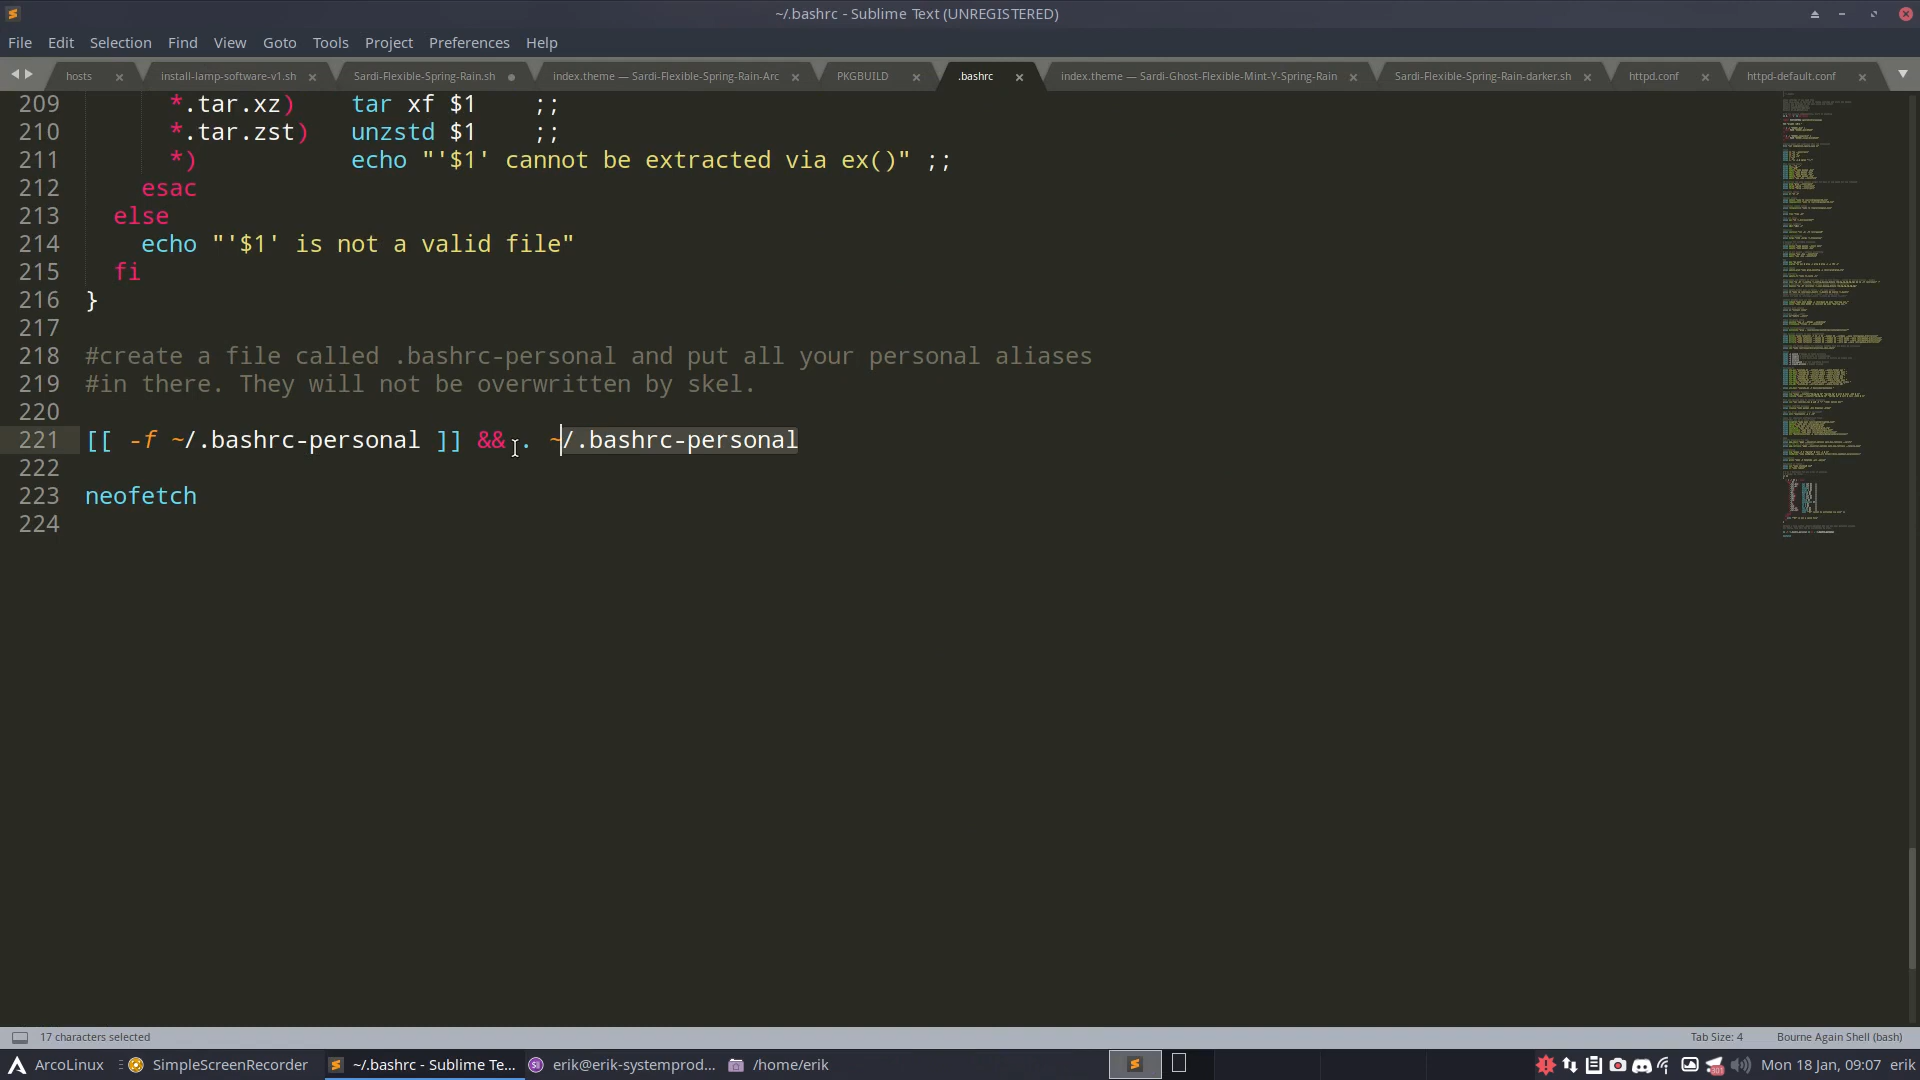 ~/.bashrc - Sublime Text (UNREGISTERED)
File Edit Selection Find View Goto Tools Project Preferences Help
hosts install-lamp-software-v1.sh Sardi-Flexible-Spring-Rain.sh index.theme — Sardi-Flexible-Spring-Rain-Arc PKGBUILD .bashrc index.theme — Sardi-Ghost-Flexible-Mint-Y-Spring-Rain Sardi-Flexible-Spring-Rain-darker.sh httpd.conf httpd-default.conf
209 *.tar.xz) tar xf $1 ;;
210 *.tar.zst) unzstd $1 ;;
211 *) echo "'$1' cannot be extracted via ex()" ;;
212 esac
213 else
214 echo "'$1' is not a valid file"
215 fi
216 }
217
218 #create a file called .bashrc-personal and put all your personal aliases
219 #in there. They will not be overwritten by skel.
220
221 [[ -f ~/.bashrc-personal ]] && . ~/.bashrc-personal
222
223 neofetch
224
17 characters selected Tab Size: 4 Bourne Again Shell (bash)
ArcoLinux SimpleScreenRecorder ~/.bashrc - Sublime Te... erik@erik-systemprod... /home/erik Mon 18 Jan, 09:07 erik